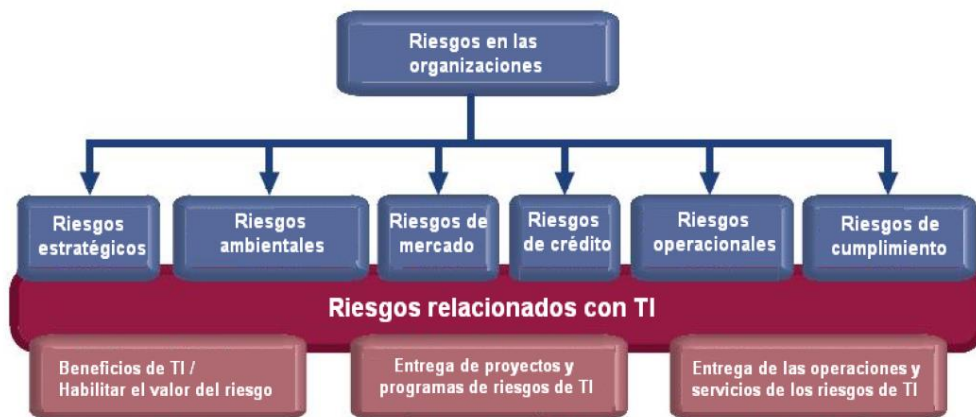 Riesgos en las
organizaciones
Riesgos
estratégicos
Riesgos
ambientales
Riesgos de
mercado
Riesgos
de crédito
Riesgos
operacionales
Riesgos de
cumplimiento
Riesgos relacionados con TI
Beneficios de TI /
Habilitar el valor del riesgo
Entrega de proyectos y
programas de riesgos de TI
Entrega de las operaciones y
servicios de los riesgos de TI